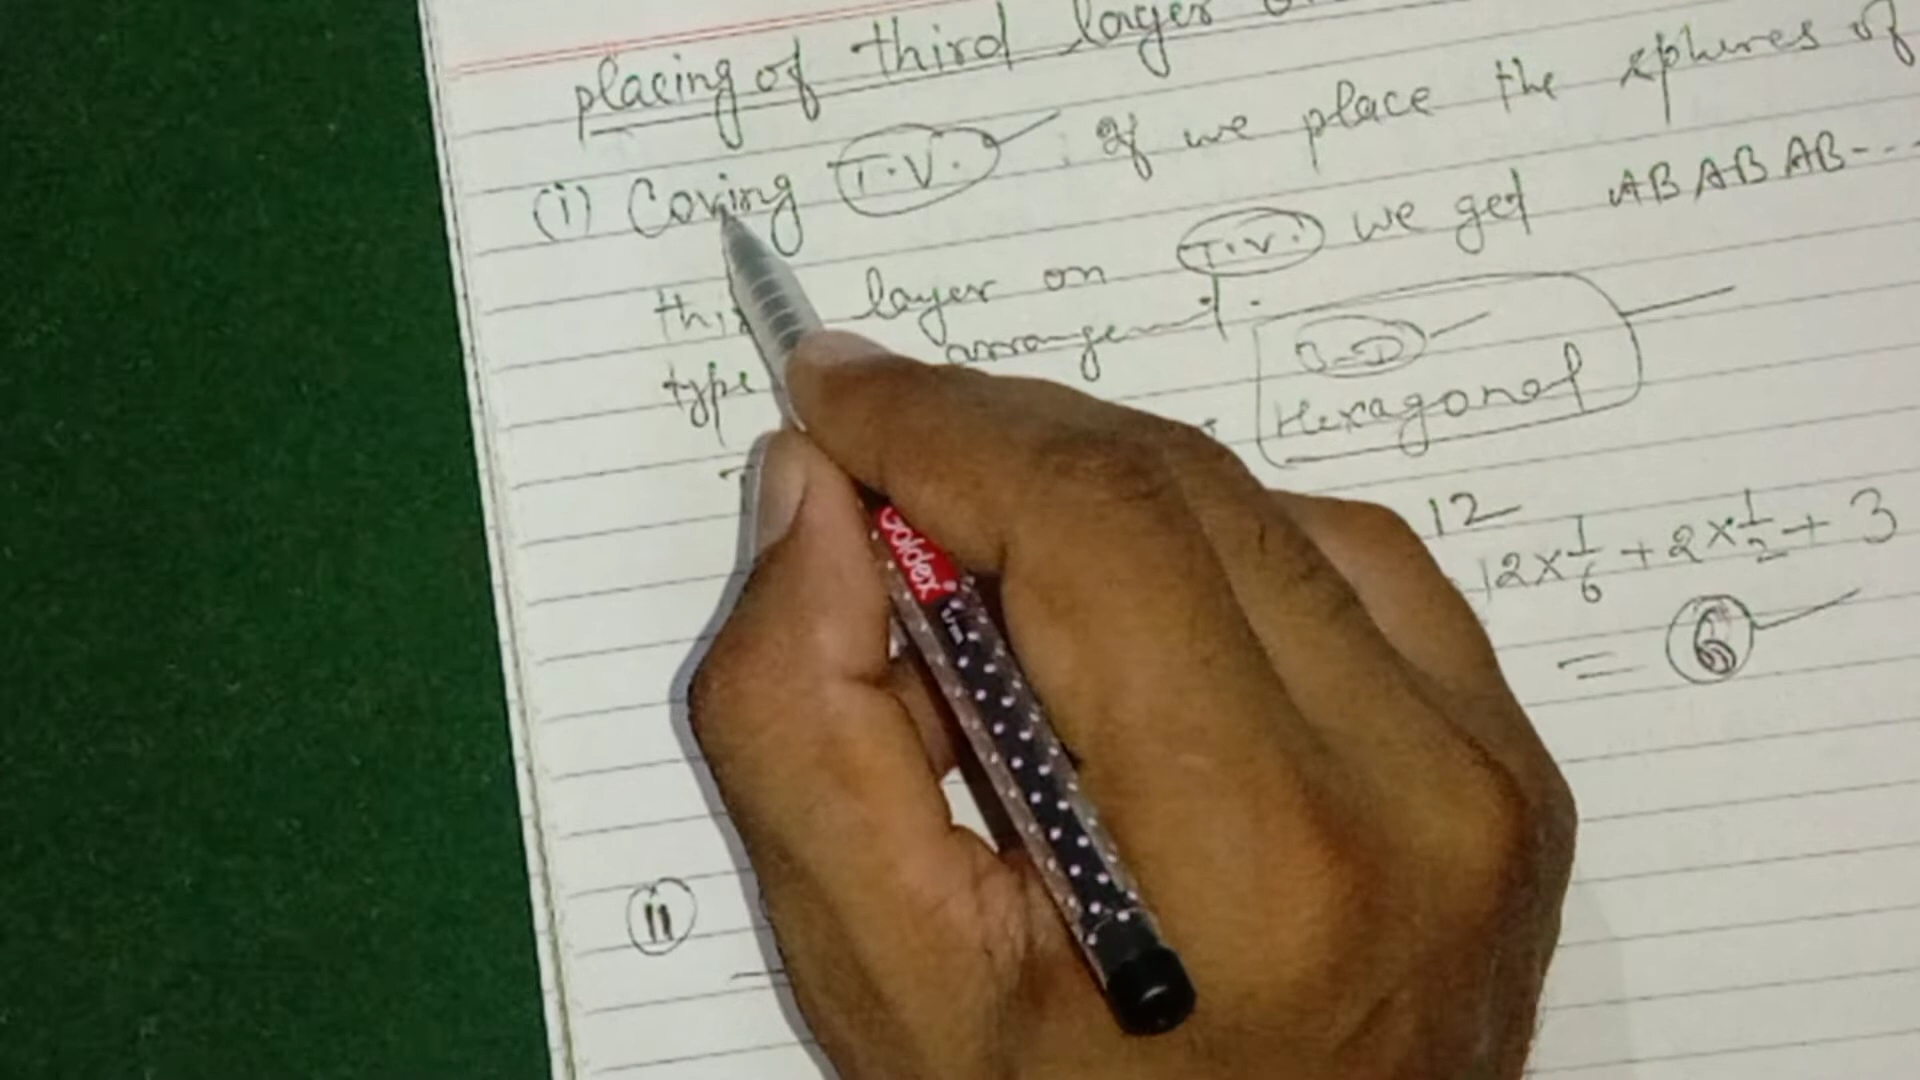 placing of third layer
(i) Coving T.V. : If we place the spheres of
layer on T.V. we get ABABAB---
type arrangement.
3-D
Hexagonal
12
12×1/6 + 2×1/2 + 3
= 6
ii
Goldex